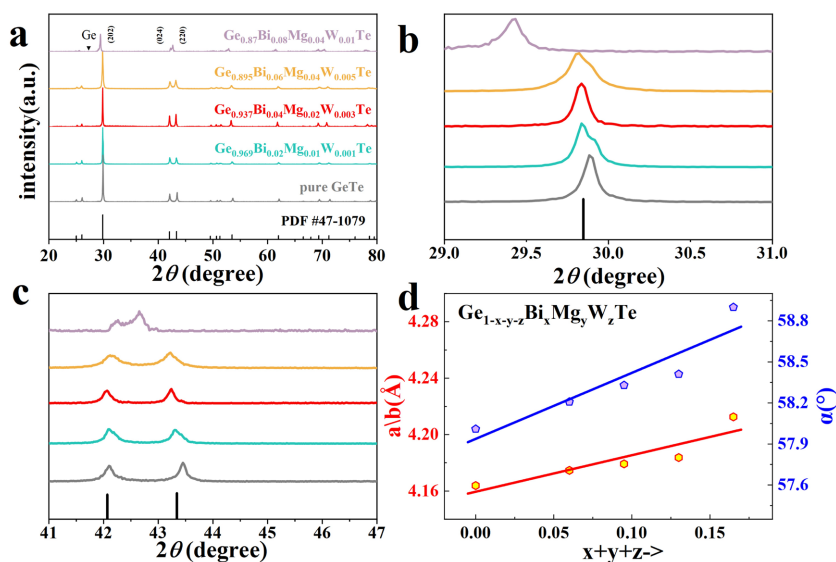 a
Ge
(202)
(024)
(220)
Ge0.87Bi0.08Mg0.04W0.01Te
Ge0.895Bi0.06Mg0.04W0.005Te
Ge0.937Bi0.04Mg0.02W0.003Te
Ge0.969Bi0.02Mg0.01W0.001Te
pure GeTe
PDF #47-1079
intensity(a.u.)
20 30 40 50 60 70 80
2θ (degree)
b
29.0 29.5 30.0 30.5 31.0
2θ (degree)
c
41 42 43 44 45 46 47
2θ (degree)
d
Ge1-x-y-zBixMgyWzTe
4.28
4.24
4.20
4.16
a\b(Å)
58.8
58.5
58.2
57.9
57.6
α(°)
0.00 0.05 0.10 0.15
x+y+z->